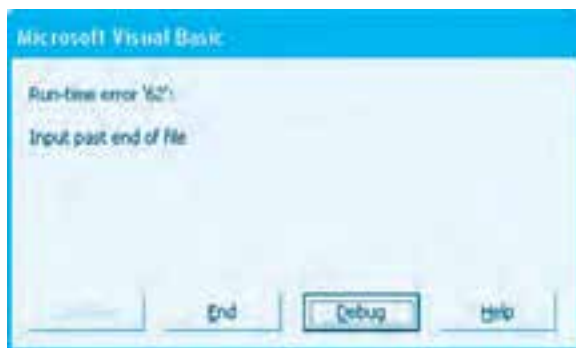 Microsoft Visual Basic
Run-time error '62':
Input past end of file
End
Debug
Help